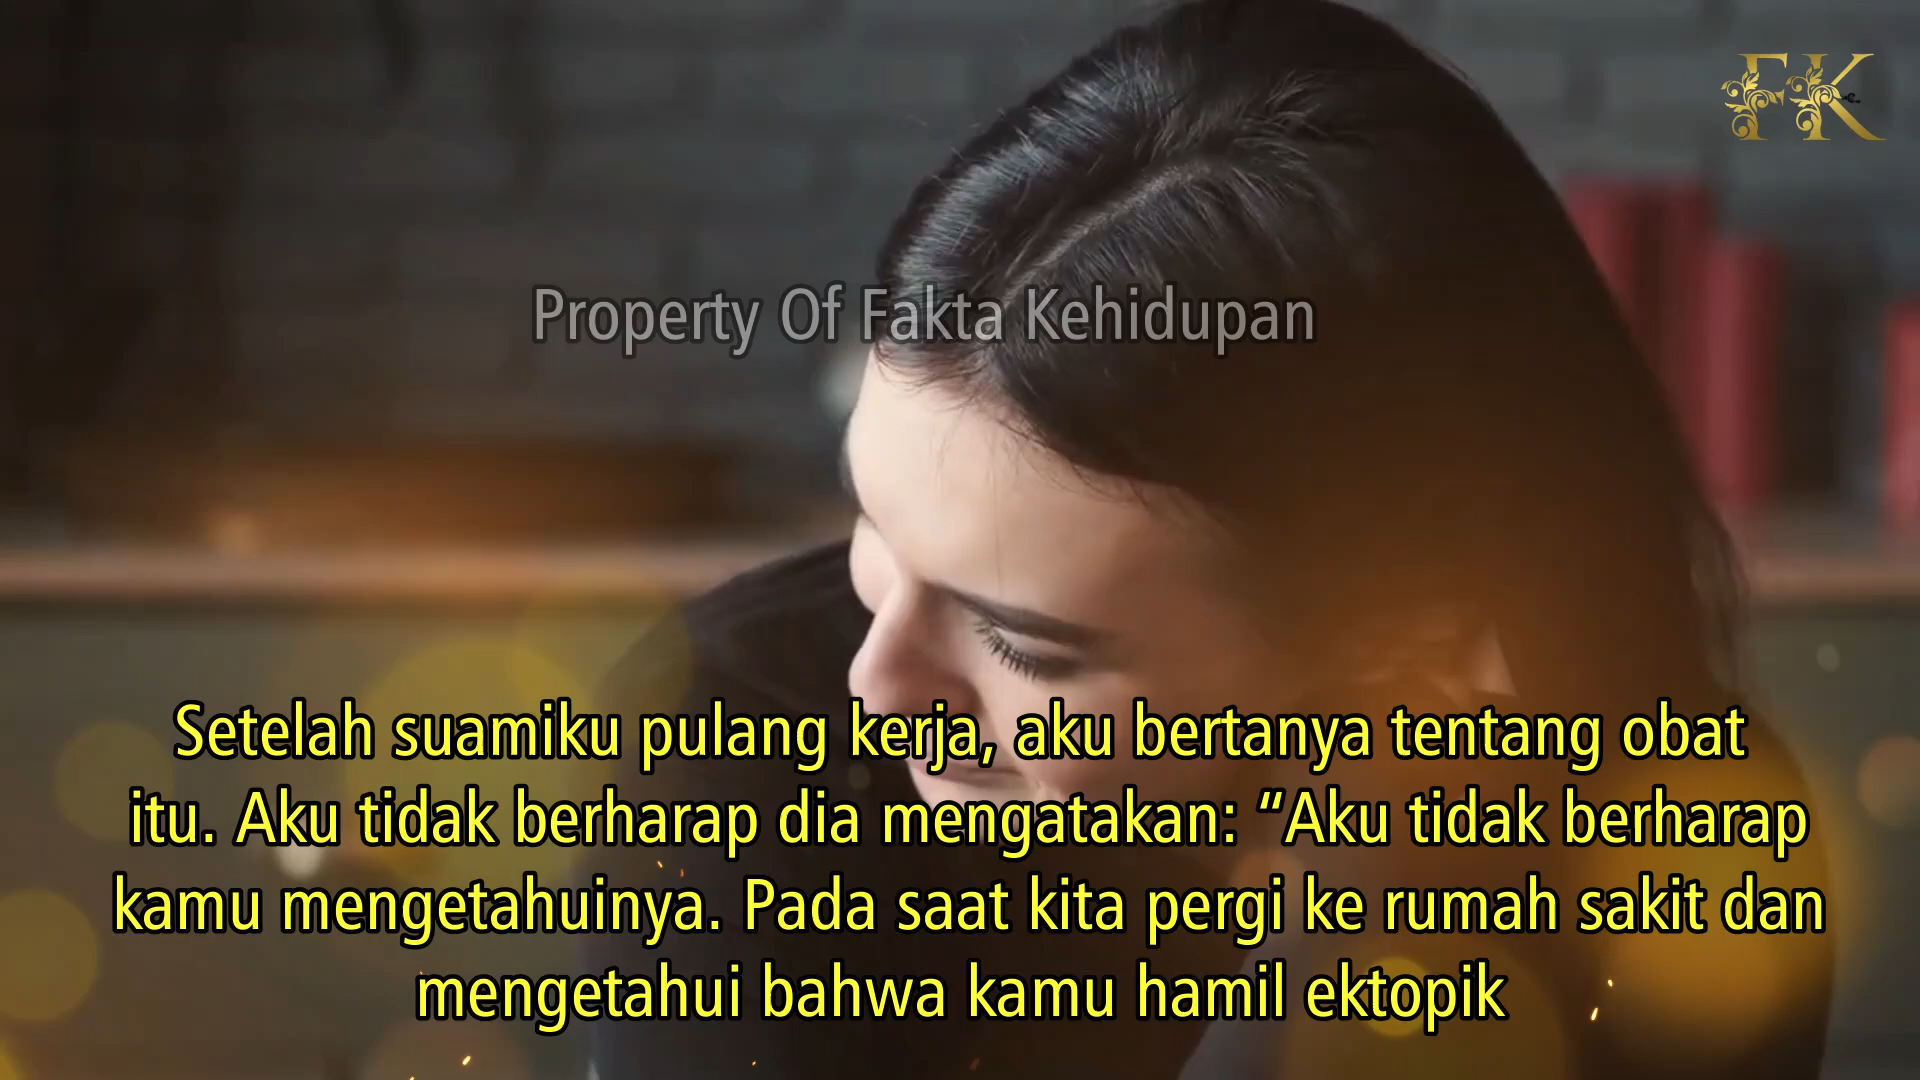 FK
Property Of Fakta Kehidupan
Setelah suamiku pulang kerja, aku bertanya tentang obat
itu. Aku tidak berharap dia mengatakan: “Aku tidak berharap
kamu mengetahuinya. Pada saat kita pergi ke rumah sakit dan
mengetahui bahwa kamu hamil ektopik